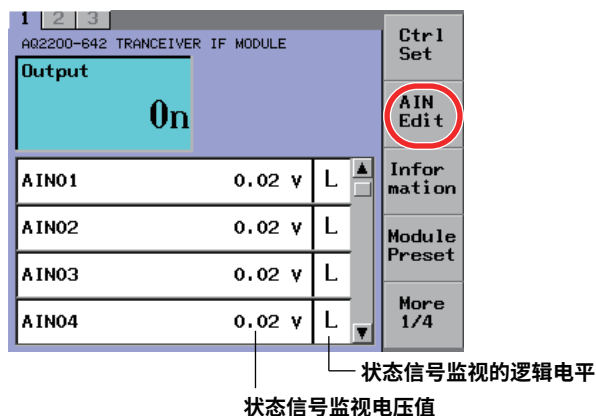 1 2 3
AQ2200-642 TRANCEIVER IF MODULE
Output
On
AIN01 0.02 V L
AIN02 0.02 V L
AIN03 0.02 V L
AIN04 0.02 V L
Ctrl
Set
AIN
Edit
Infor
mation
Module
Preset
More
1/4
状态信号监视的逻辑电平
状态信号监视电压值